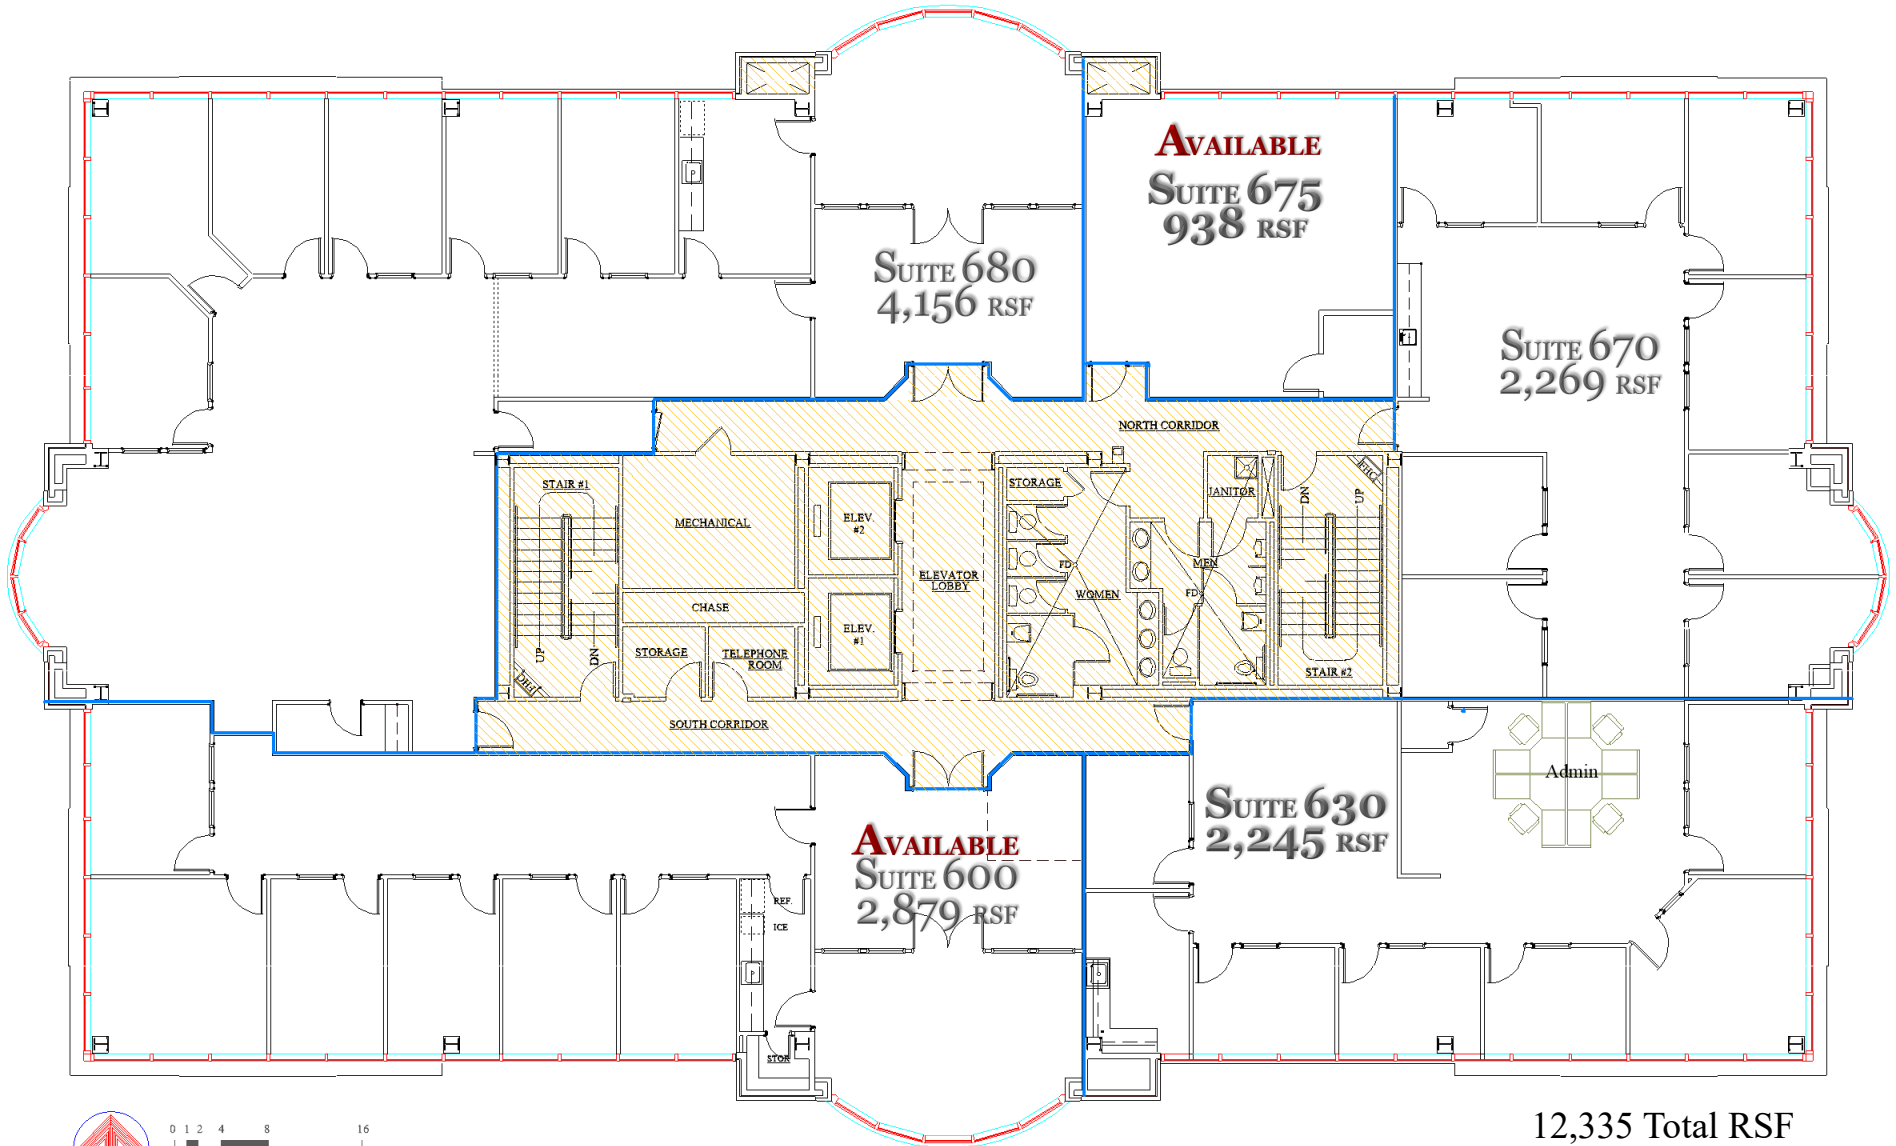 AVAILABLE
SUITE 675
938 RSF
SUITE 680
4,156 RSF
SUITE 670
2,269 RSF
NORTH CORRIDOR
STAIR #1
MECHANICAL
ELEV.
#2
ELEVATOR
LOBBY
STORAGE
JANITOR
FHC
DN
UP
FD
MEN
WOMEN
FD
CHASE
ELEV.
#1
STORAGE
TELEPHONE
ROOM
UP
DN
FHC
STAIR #2
SOUTH CORRIDOR
Admin
SUITE 630
2,245 RSF
AVAILABLE
SUITE 600
2,879 RSF
REF.
ICE
STOR
0 1 2 4 8 16
12,335 Total RSF